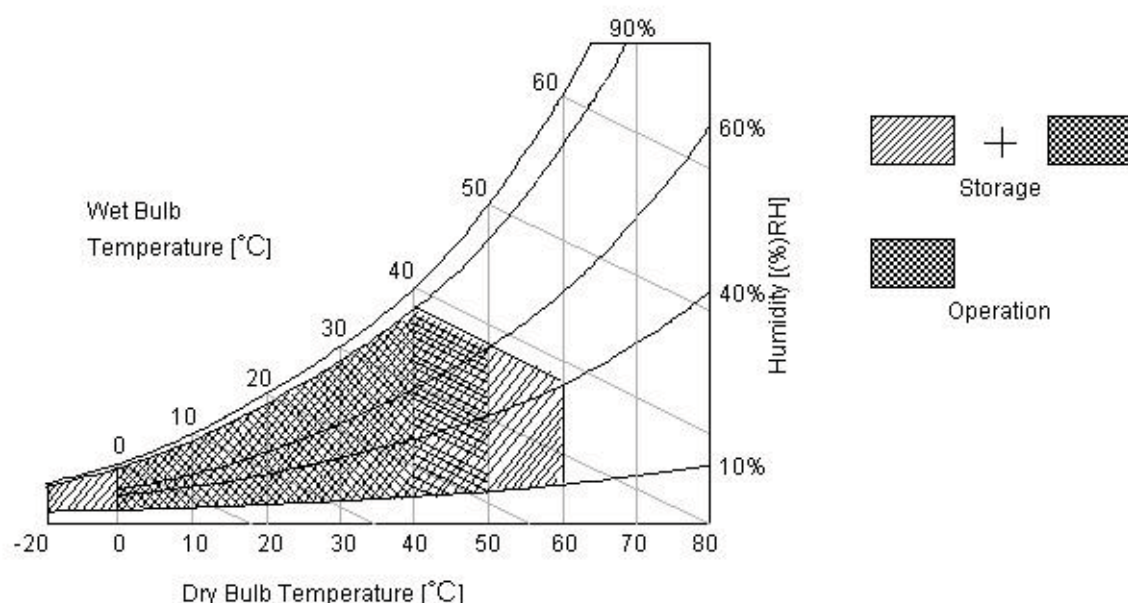 90%
60
60%
50
Storage
Wet Bulb
Temperature [°C]
40
40%
Humidity [(%)RH]
30
Operation
20
10
0
10%
-20 0 10 20 30 40 50 60 70 80
Dry Bulb Temperature [°C]